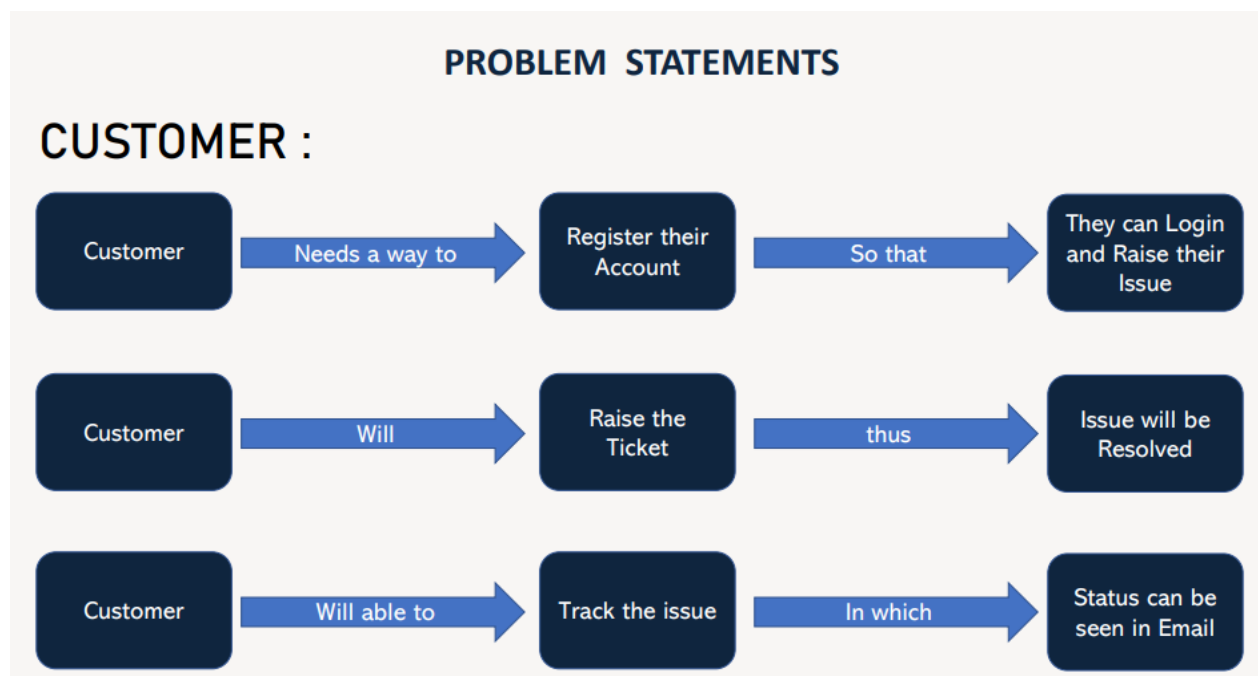 PROBLEM STATEMENTS
CUSTOMER :
Customer
Needs a way to
Register their
Account
So that
They can Login
and Raise their
Issue
Customer
Will
Raise the
Ticket
thus
Issue will be
Resolved
Customer
Will able to
Track the issue
In which
Status can be
seen in Email